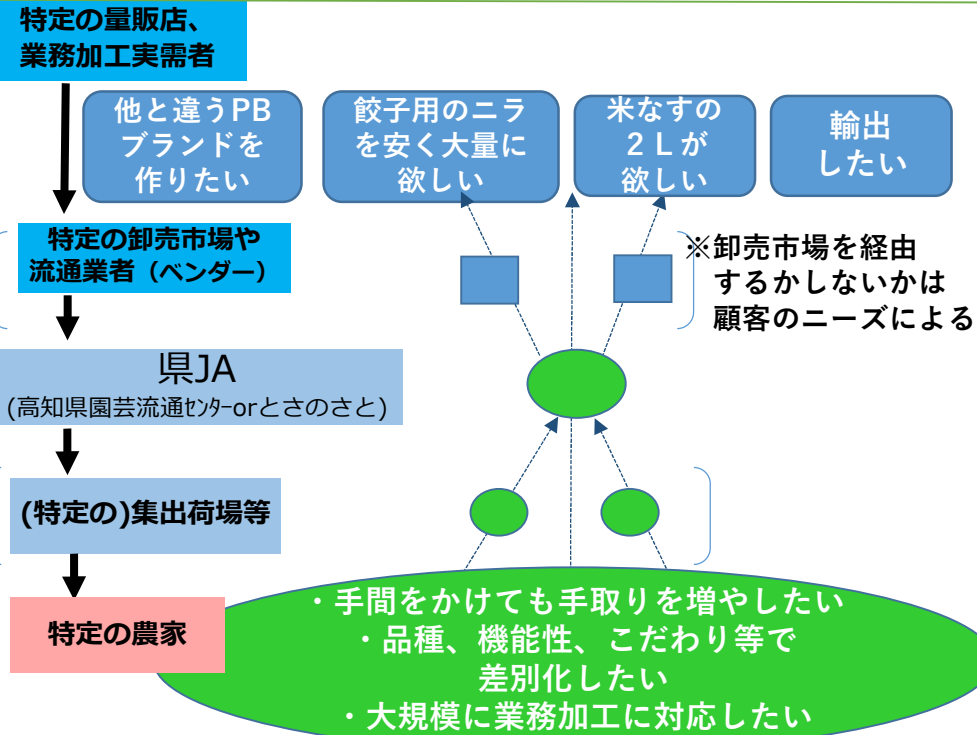 特定の量販店、
業務加工実需者
他と違うPB
ブランドを
作りたい
餃子用のニラ
を安く大量に
欲しい
米なすの
２Ｌが
欲しい
輸出
したい
特定の卸売市場や
流通業者（ベンダー）
※卸売市場を経由
するかしないかは
顧客のニーズによる
県JA
(高知県園芸流通ｾﾝﾀｰorとさのさと)
(特定の)集出荷場等
特定の農家
・手間をかけても手取りを増やしたい
・品種、機能性、こだわり等で
差別化したい
・大規模に業務加工に対応したい